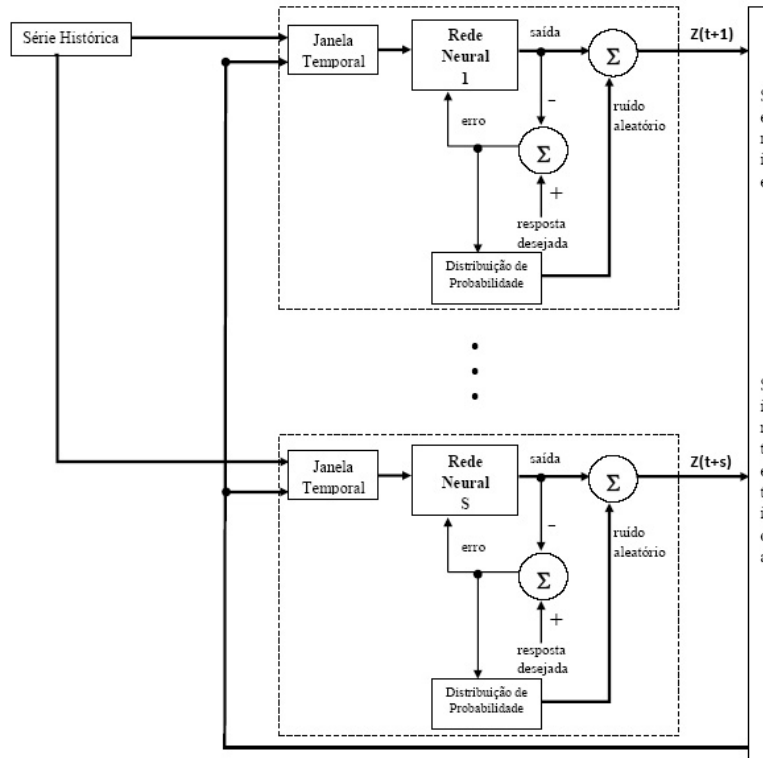 Série Histórica
Janela
Temporal
Rede
Neural
1
saída
Σ
Z(t+1)
ruído
aleatório
−
erro
Σ
+
resposta
desejada
Distribuição de
Probabilidade
S
e
r
i
e
Janela
Temporal
Rede
Neural
S
saída
Σ
Z(t+s)
ruído
aleatório
−
erro
Σ
+
resposta
desejada
Distribuição de
Probabilidade
S
i
r
t
e
t
i
c
a